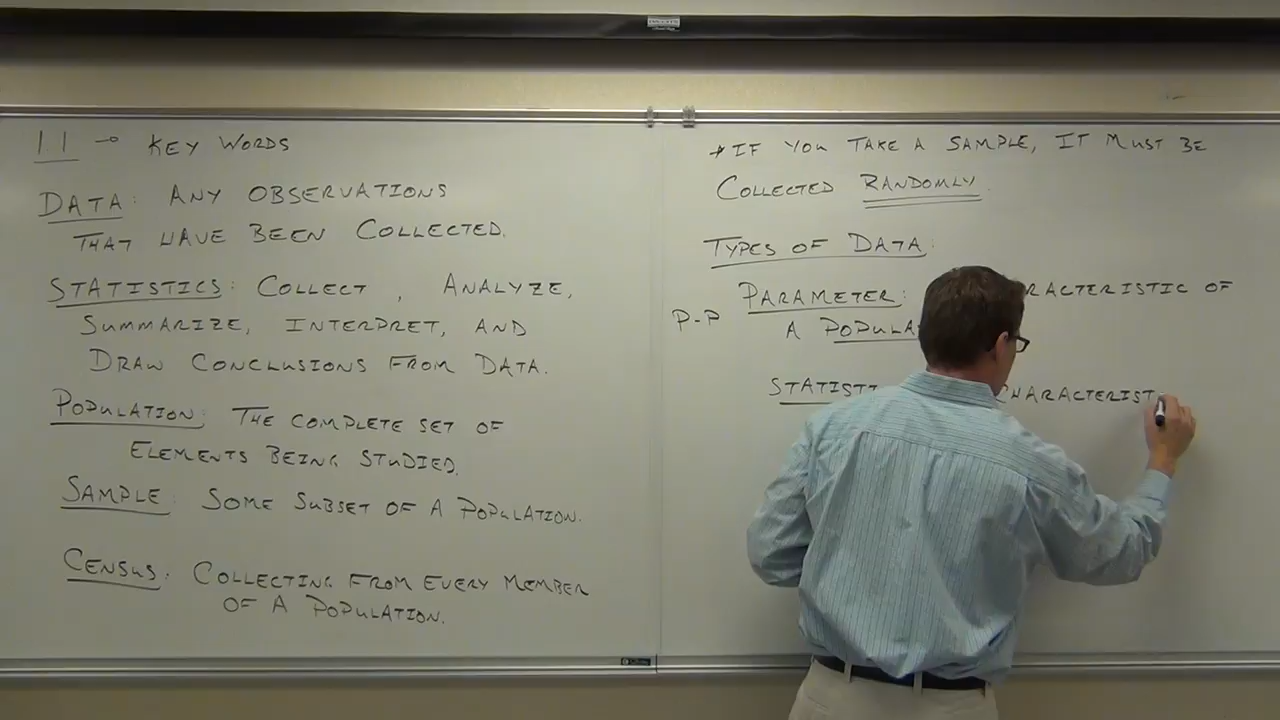 1.1 → KEY WORDS
DATA: ANY OBSERVATIONS
THAT HAVE BEEN COLLECTED.
STATISTICS: COLLECT, ANALYZE,
SUMMARIZE, INTERPRET, AND
DRAW CONCLUSIONS FROM DATA.
POPULATION: THE COMPLETE SET OF
ELEMENTS BEING STUDIED.
SAMPLE: SOME SUBSET OF A POPULATION.
CENSUS: COLLECTING FROM EVERY MEMBER
OF A POPULATION.
* IF YOU TAKE A SAMPLE, IT MUST BE
COLLECTED RANDOMLY.
TYPES OF DATA:
PARAMETER: RACTERISTIC OF
P-P A POPULA
STATISTI CHARACTERIST